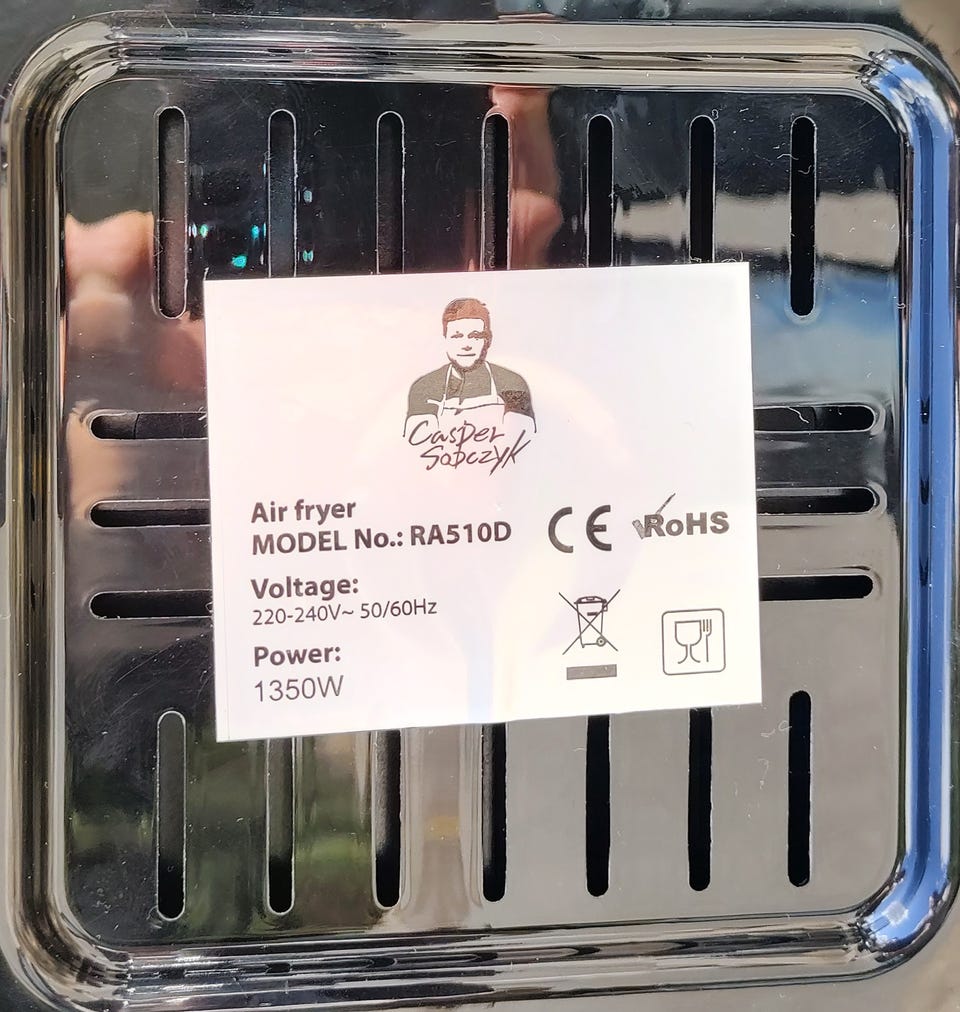 Casper
Sobczyk
Air fryer
MODEL No.: RA510D
CE RoHS
Voltage:
220-240V~ 50/60Hz
Power:
1350W